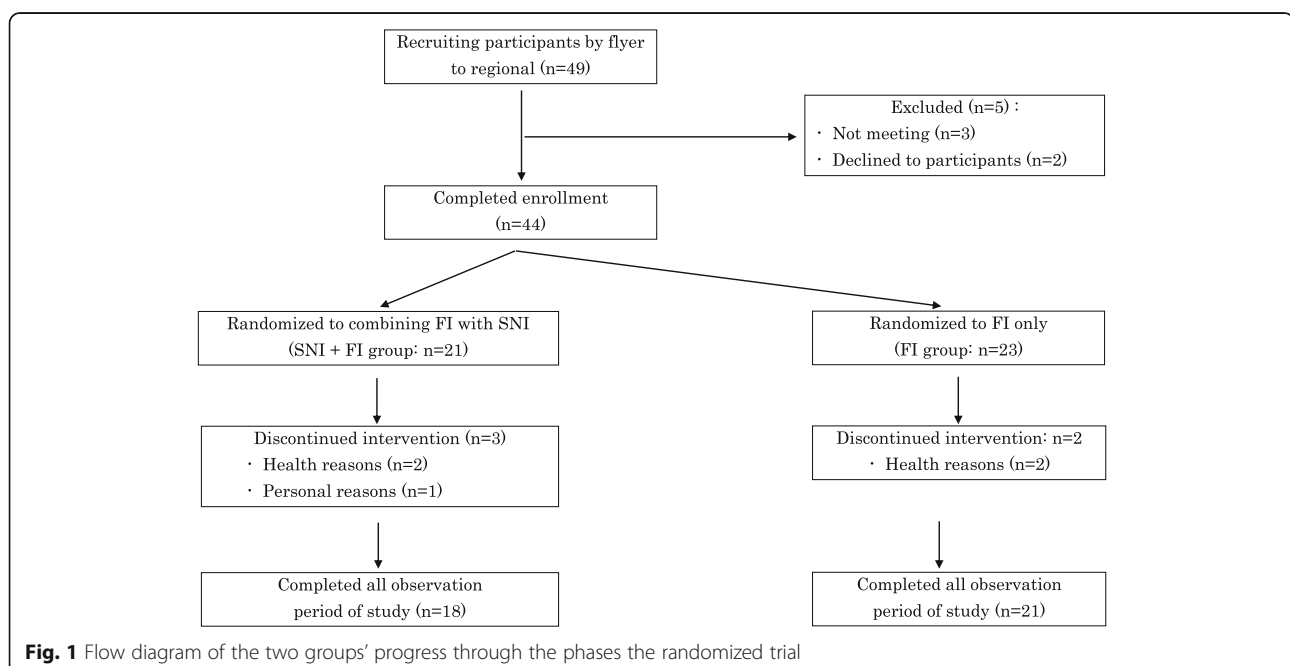 Recruiting participants by flyer
to regional (n=49)
Excluded (n=5) :
・ Not meeting (n=3)
・ Declined to participants (n=2)
Completed enrollment
(n=44)
Randomized to combining FI with SNI
(SNI + FI group: n=21)
Randomized to FI only
(FI group: n=23)
Discontinued intervention (n=3)
・ Health reasons (n=2)
・ Personal reasons (n=1)
Discontinued intervention: n=2
・ Health reasons (n=2)
Completed all observation
period of study (n=18)
Completed all observation
period of study (n=21)
Fig. 1 Flow diagram of the two groups’ progress through the phases the randomized trial